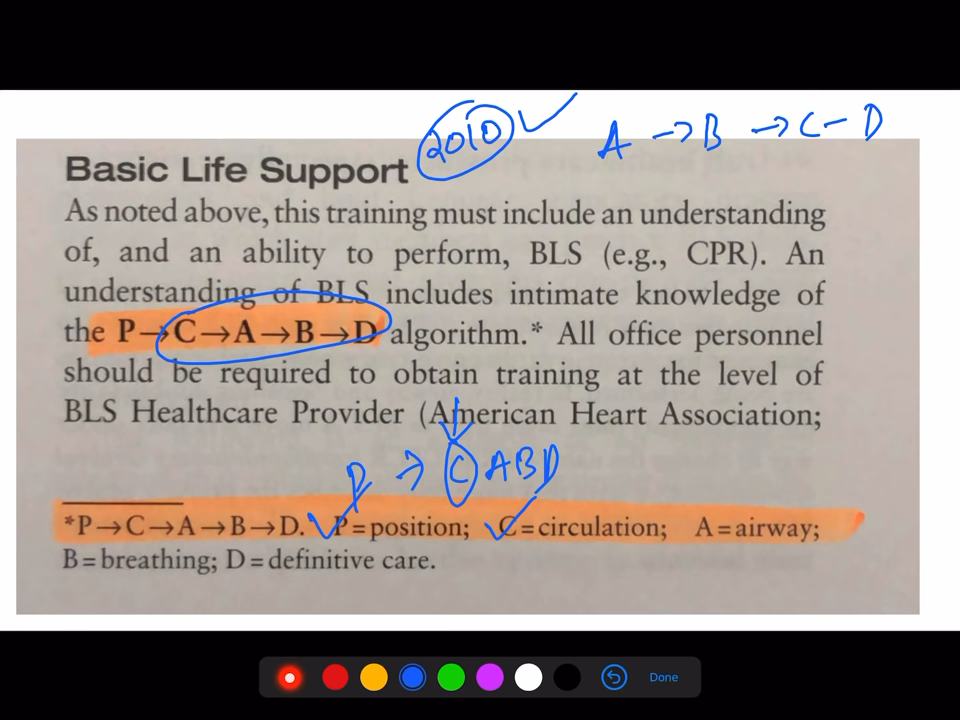 2010
A → B → C - D
Basic Life Support
As noted above, this training must include an understanding
of, and an ability to perform, BLS (e.g., CPR). An
understanding of BLS includes intimate knowledge of
the P→C→A→B→D algorithm.* All office personnel
should be required to obtain training at the level of
BLS Healthcare Provider (American Heart Association;
P → C A B D
*P→C→A→B→D. P=position; C=circulation; A=airway;
B=breathing; D=definitive care.
Done